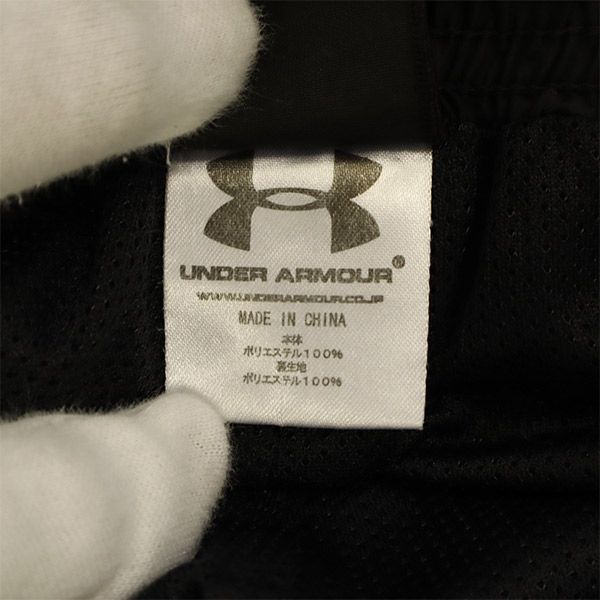 UNDER ARMOUR®
WWW.UNDERARMOUR.CO.JP
MADE IN CHINA
本体
ポリエステル100%
裏生地
ポリエステル100%